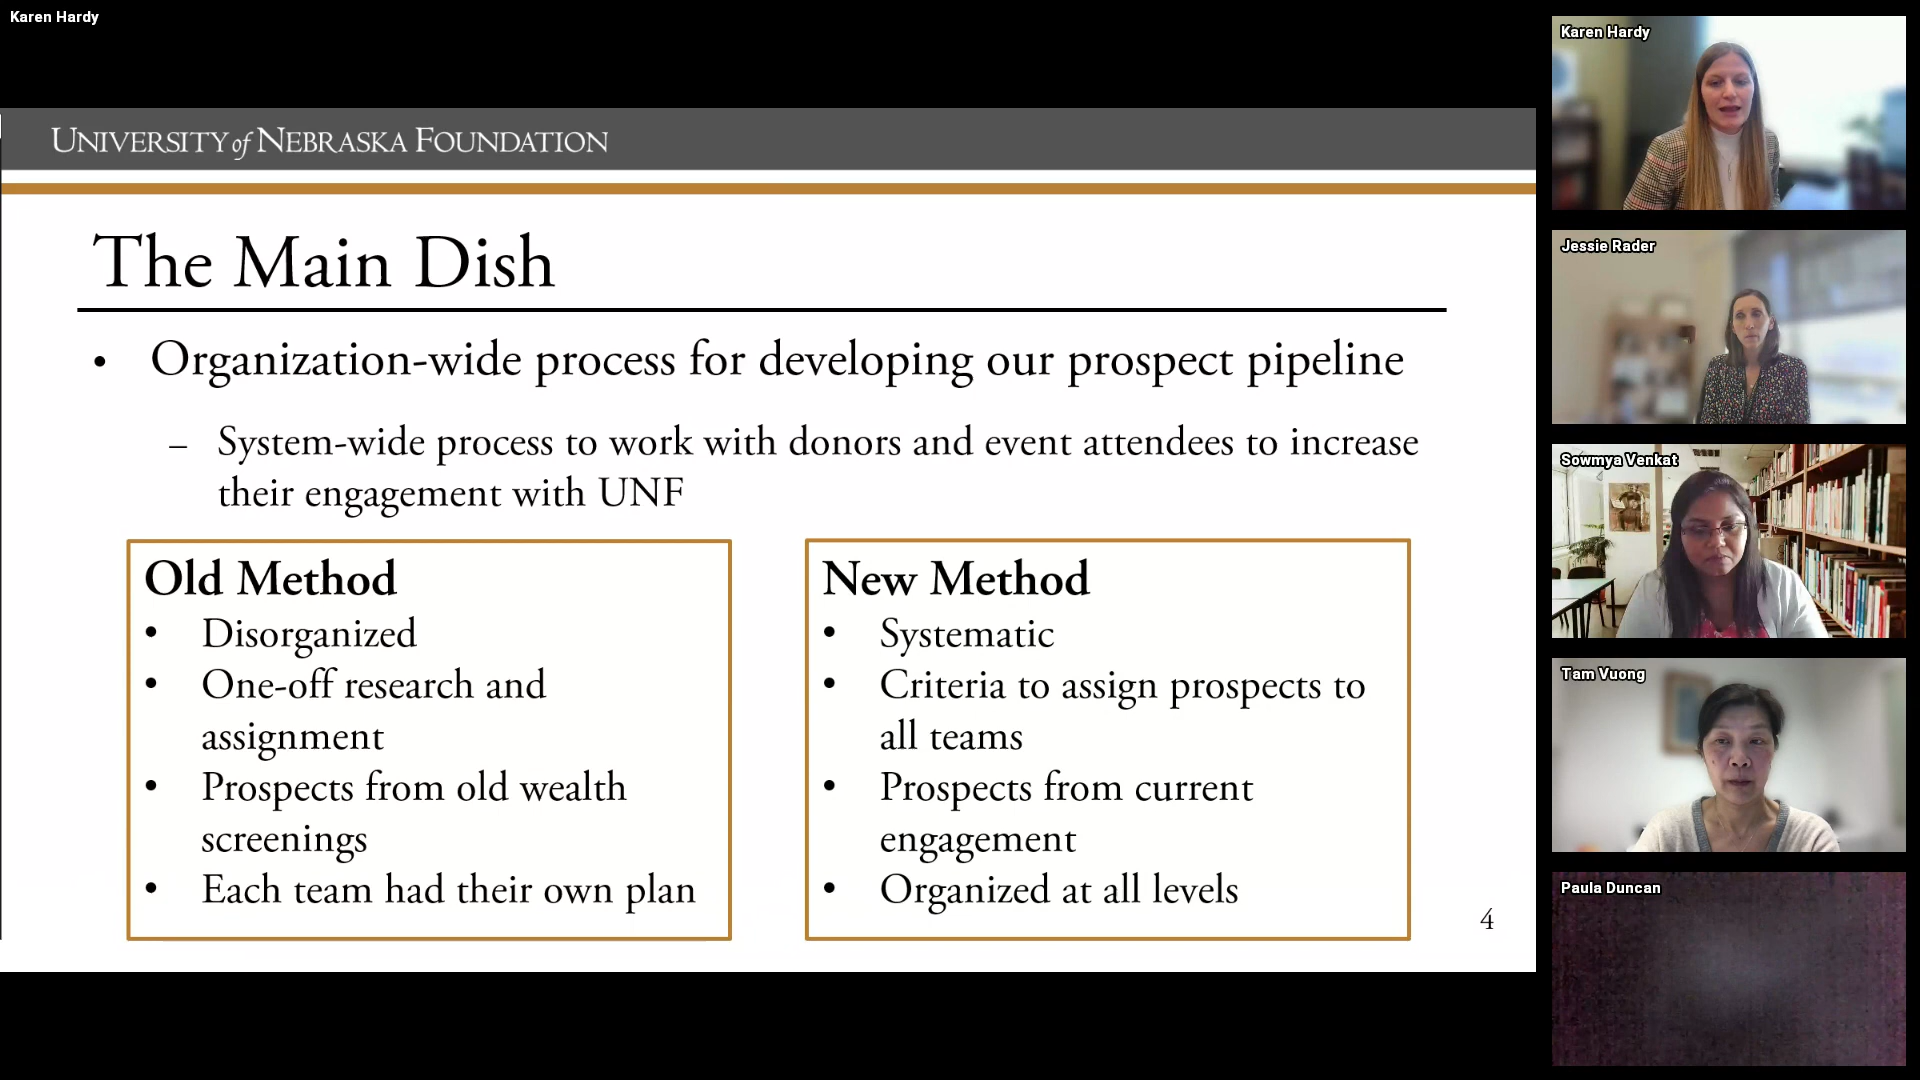 Karen Hardy
UNIVERSITY of NEBRASKA FOUNDATION
The Main Dish
• Organization-wide process for developing our prospect pipeline
– System-wide process to work with donors and event attendees to increase
their engagement with UNF
Old Method
• Disorganized
• One-off research and
assignment
• Prospects from old wealth
screenings
• Each team had their own plan
New Method
• Systematic
• Criteria to assign prospects to
all teams
• Prospects from current
engagement
• Organized at all levels
4
Karen Hardy
Jessie Rader
Sowmya Venkat
Tam Vuong
Paula Duncan